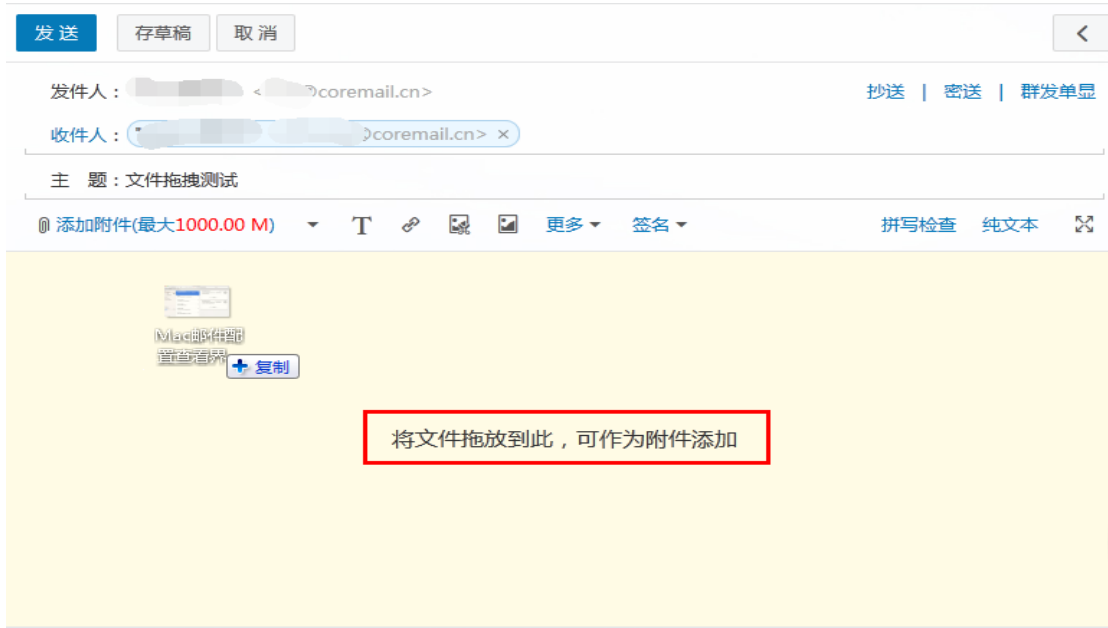 发送 存草稿 取消
发件人： < @coremail.cn> 抄送 | 密送 | 群发单显
收件人： @coremail.cn> ×
主 题：文件拖拽测试
添加附件(最大1000.00 M) T 更多 签名 拼写检查 纯文本
Mac邮件配
置查看界
复制
将文件拖放到此，可作为附件添加